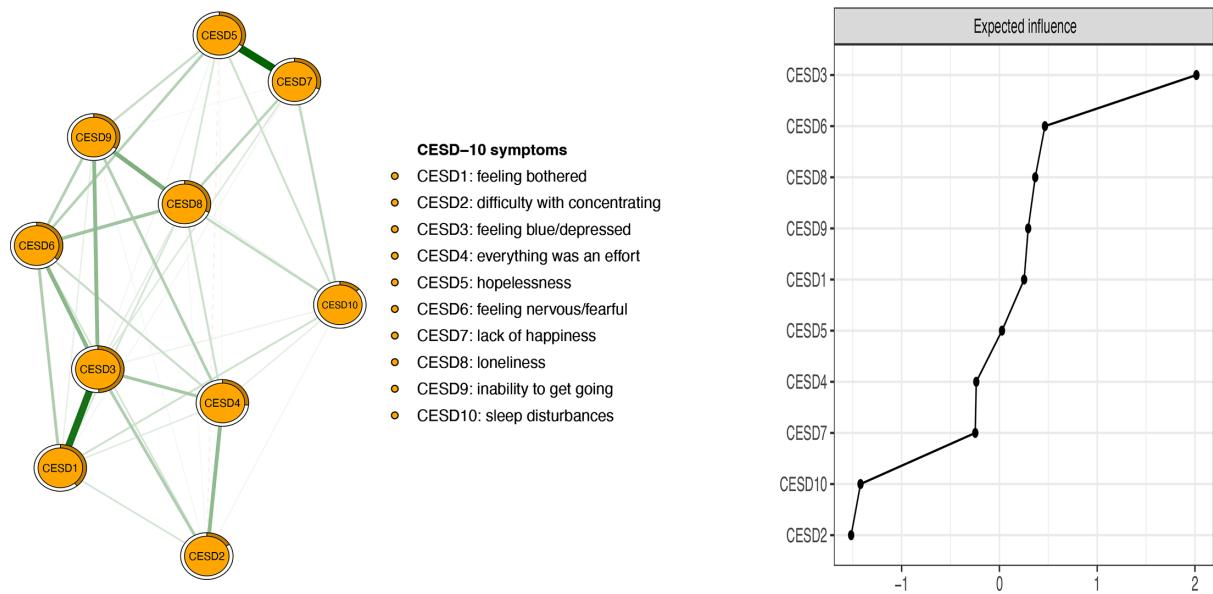 CESD5
CESD7
CESD9
CESD8
CESD6
CESD10
CESD3
CESD4
CESD1
CESD2
CESD−10 symptoms
CESD1: feeling bothered
CESD2: difficulty with concentrating
CESD3: feeling blue/depressed
CESD4: everything was an effort
CESD5: hopelessness
CESD6: feeling nervous/fearful
CESD7: lack of happiness
CESD8: loneliness
CESD9: inability to get going
CESD10: sleep disturbances
Expected influence
CESD3
CESD6
CESD8
CESD9
CESD1
CESD5
CESD4
CESD7
CESD10
CESD2
−1 0 1 2